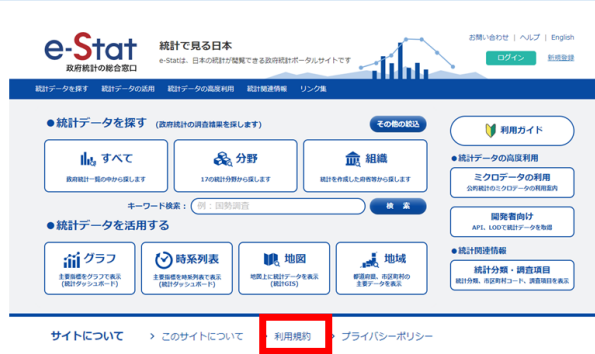 お問い合わせ | ヘルプ | English
e-Stat
政府統計の総合窓口
統計で見る日本
e-Statは、日本の統計が閲覧できる政府統計ポータルサイトです
ログイン 新規登録
統計データを探す 統計データの活用 統計データの高度利用 統計関連情報 リンク集
●統計データを探す (政府統計の調査結果を探します)
その他の絞込
すべて
政府統計一覧の中から探します
分野
17の統計分野から探します
組織
統計を作成した府省等から探します
キーワード検索: 例：国勢調査
検 索
●統計データを活用する
グラフ
主要指標をグラフで表示
(統計ダッシュボード)
時系列表
主要指標を時系列表で表示
(統計ダッシュボード)
地図
地図上に統計データを表示
(統計GIS)
地域
都道府県、市区町村の
主要データを表示
利用ガイド
●統計データの高度利用
ミクロデータの利用
公的統計のミクロデータの利用案内
開発者向け
API、LODで統計データを取得
●統計関連情報
統計分類・調査項目
統計分類、市区町村コード、調査項目を表示
サイトについて > このサイトについて > 利用規約 > プライバシーポリシー